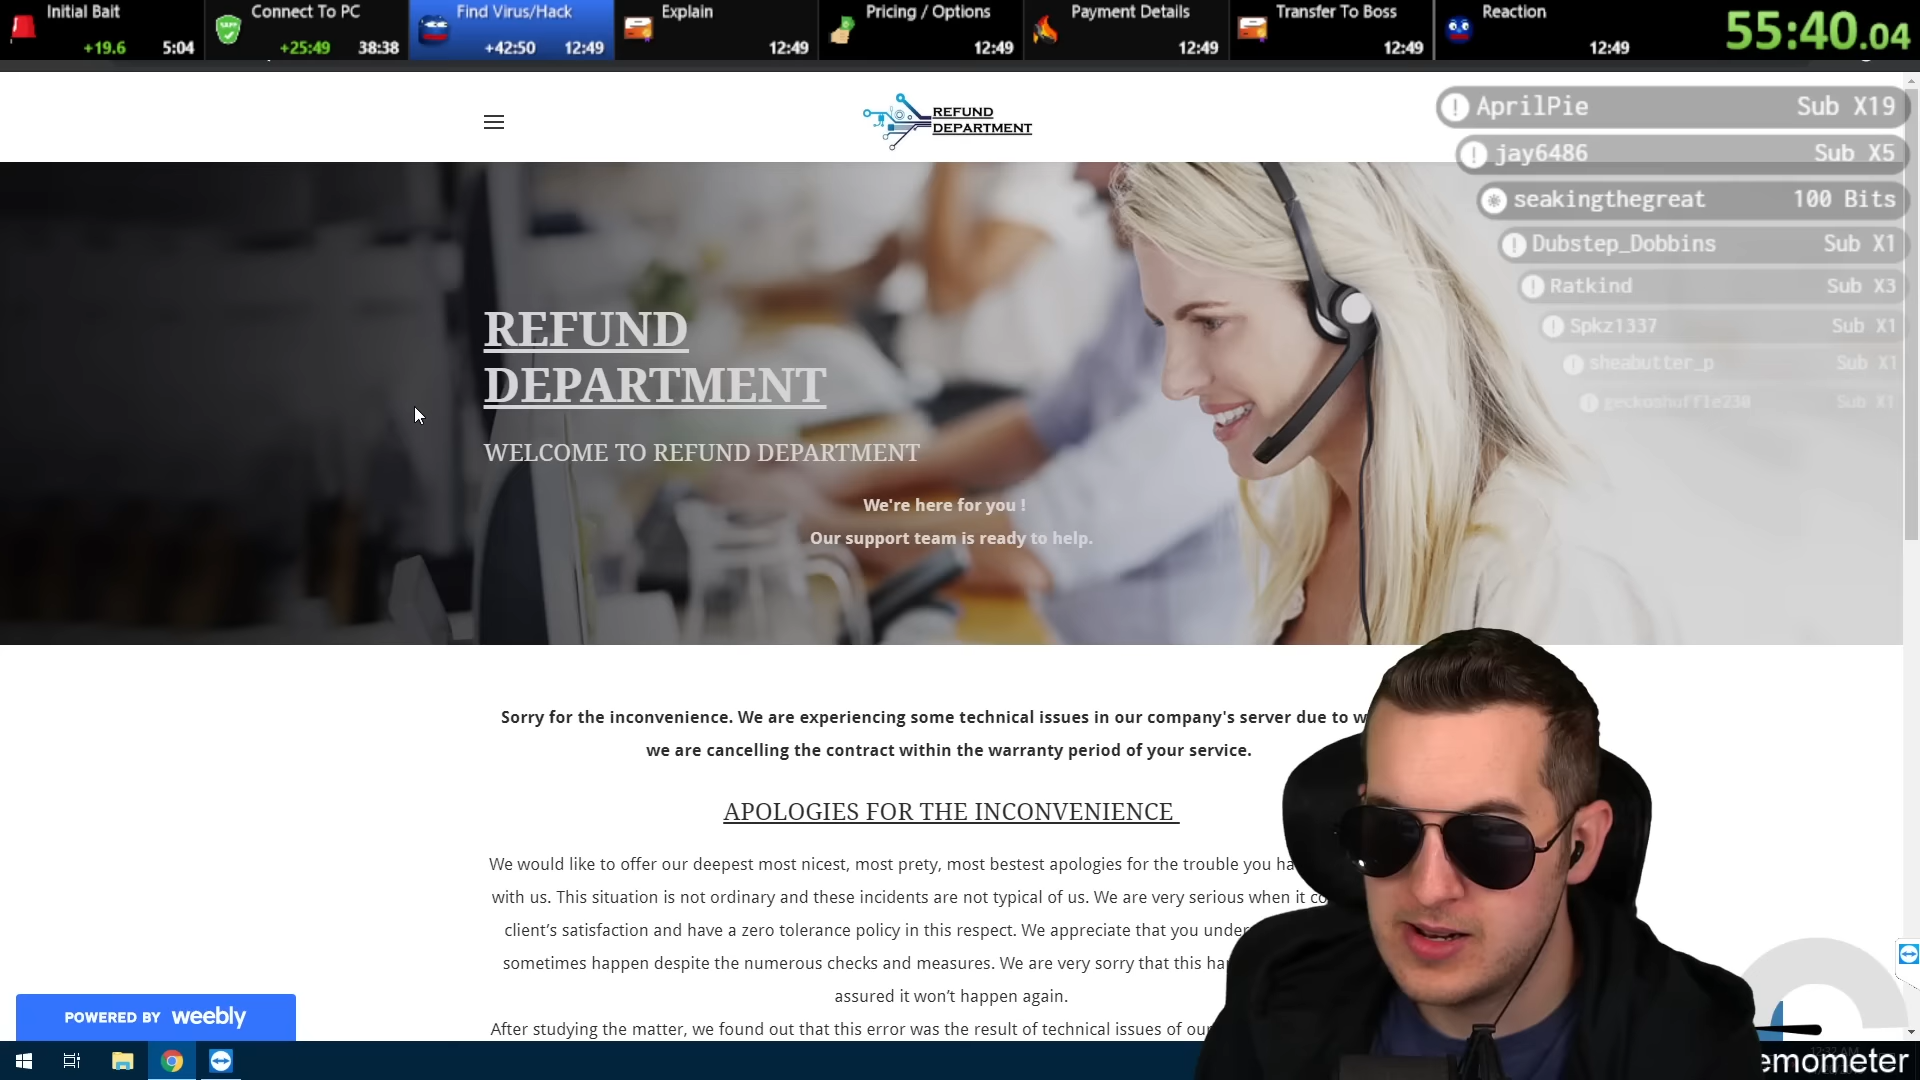 Initial Bait
+19.6 5:04
Connect To PC
+25:49 38:38
Find Virus/Hack
+42:50 12:49
Explain
12:49
Pricing / Options
12:49
Payment Details
12:49
Transfer To Boss
12:49
Reaction
12:49
55:40.04
REFUND
DEPARTMENT
AprilPie Sub X19
jay6486 Sub X5
seakingthegreat 100 Bits
Dubstep_Dobbins Sub X1
Ratkind Sub X3
Spkz1337 Sub X1
sheabutter_p Sub X1
geckoshuffle230 Sub X1
REFUND
DEPARTMENT
WELCOME TO REFUND DEPARTMENT
We're here for you !
Our support team is ready to help.
Sorry for the inconvenience. We are experiencing some technical issues in our company's server due to
we are cancelling the contract within the warranty period of your service.
APOLOGIES FOR THE INCONVENIENCE
We would like to offer our deepest most nicest, most prety, most bestest apologies for the trouble you
with us. This situation is not ordinary and these incidents are not typical of us. We are very serious when it
client’s satisfaction and have a zero tolerance policy in this respect. We appreciate that you
sometimes happen despite the numerous checks and measures. We are very sorry that this
assured it won’t happen again.
After studying the matter, we found out that this error was the result of technical issues of
POWERED BY weebly
emometer